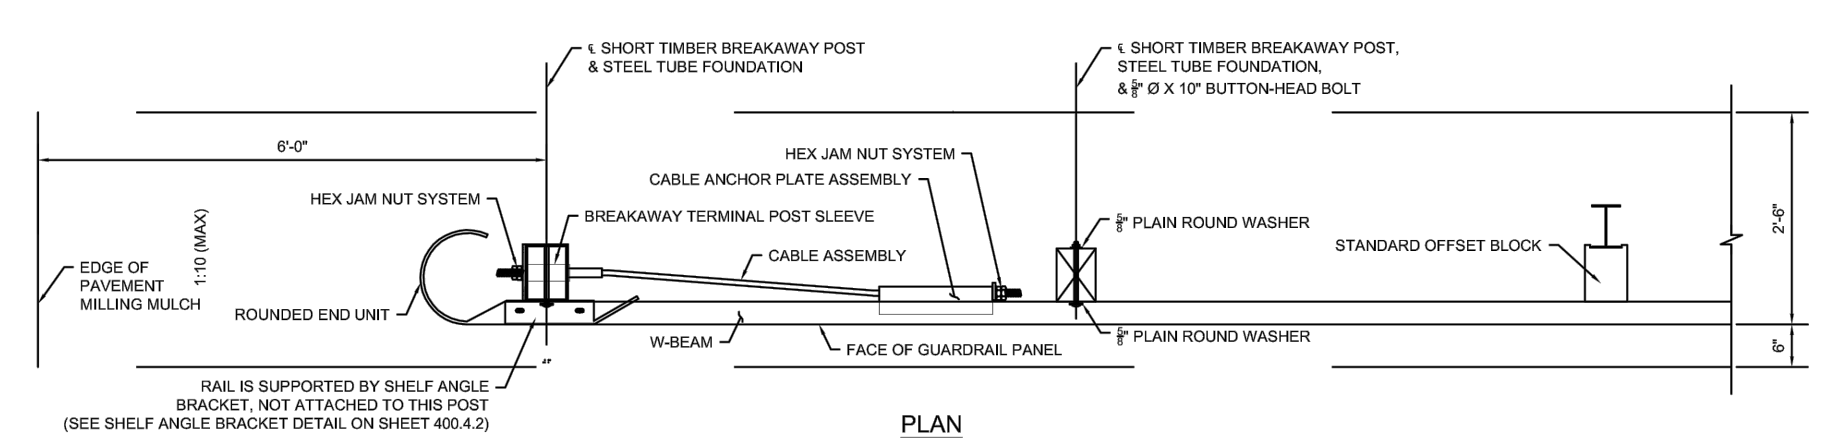 ℄ SHORT TIMBER BREAKAWAY POST
& STEEL TUBE FOUNDATION
℄ SHORT TIMBER BREAKAWAY POST,
STEEL TUBE FOUNDATION,
& 5/8" Ø X 10" BUTTON-HEAD BOLT
6'-0"
HEX JAM NUT SYSTEM
CABLE ANCHOR PLATE ASSEMBLY
HEX JAM NUT SYSTEM
BREAKAWAY TERMINAL POST SLEEVE
5/8" PLAIN ROUND WASHER
2'-6"
1:10 (MAX)
STANDARD OFFSET BLOCK
CABLE ASSEMBLY
EDGE OF
PAVEMENT
MILLING MULCH
ROUNDED END UNIT
5/8" PLAIN ROUND WASHER
W-BEAM
FACE OF GUARDRAIL PANEL
6"
RAIL IS SUPPORTED BY SHELF ANGLE
BRACKET, NOT ATTACHED TO THIS POST
(SEE SHELF ANGLE BRACKET DETAIL ON SHEET 400.4.2)
PLAN